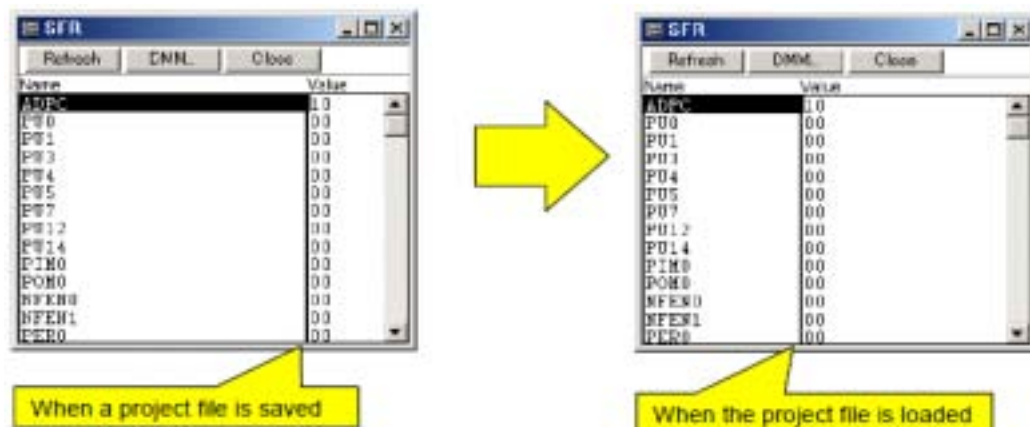 SFR
Refresh DMM... Close
Name Value
ADPC 10
PU0 00
PU1 00
PU3 00
PU4 00
PU5 00
PU7 00
PU12 00
PU14 00
PIM0 00
POM0 00
NFEN0 00
NFEN1 00
PER0 00
When a project file is saved
SFR
Refresh DMM... Close
Name Value
ADPC 10
PU0 00
PU1 00
PU3 00
PU4 00
PU5 00
PU7 00
PU12 00
PU14 00
PIM0 00
POM0 00
NFEN0 00
NFEN1 00
PER0 00
When the project file is loaded